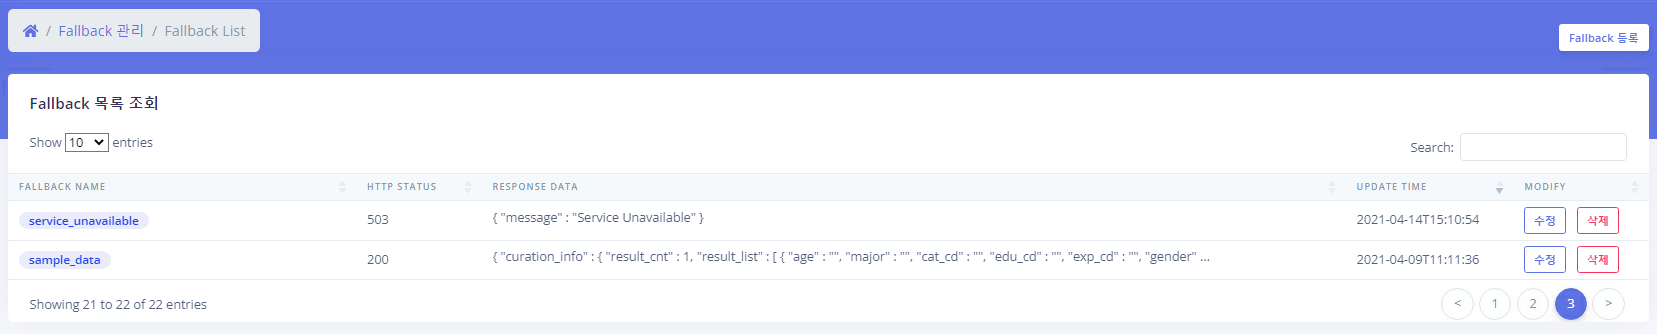 / Fallback 관리 / Fallback List
Fallback 등록
Fallback 목록 조회
Show 10 entries
Search:
FALLBACK NAME HTTP STATUS RESPONSE DATA UPDATE TIME MODIFY
service_unavailable 503 { "message" : "Service Unavailable" } 2021-04-14T15:10:54 수정 삭제
sample_data 200 { "curation_info" : { "result_cnt" : 1, "result_list" : [ { "age" : "", "major" : "", "cat_cd" : "", "edu_cd" : "", "exp_cd" : "", "gender" ... 2021-04-09T11:11:36 수정 삭제
Showing 21 to 22 of 22 entries
< 1 2 3 >